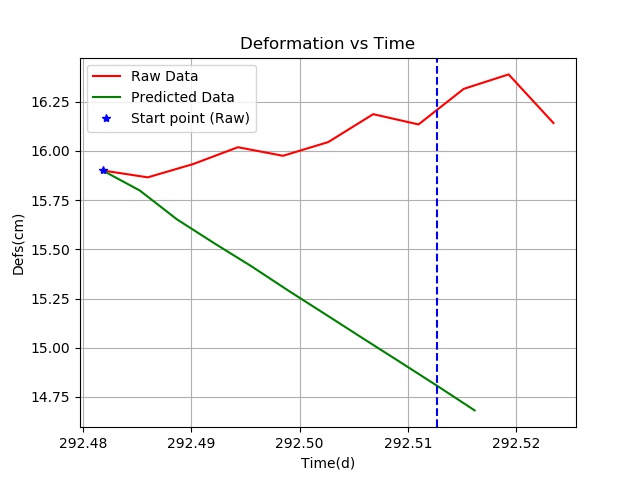 Deformation vs Time
Raw Data
Predicted Data
Start point (Raw)
16.25
16.00
15.75
15.50
15.25
15.00
14.75
Defs(cm)
292.48 292.49 292.50 292.51 292.52
Time(d)